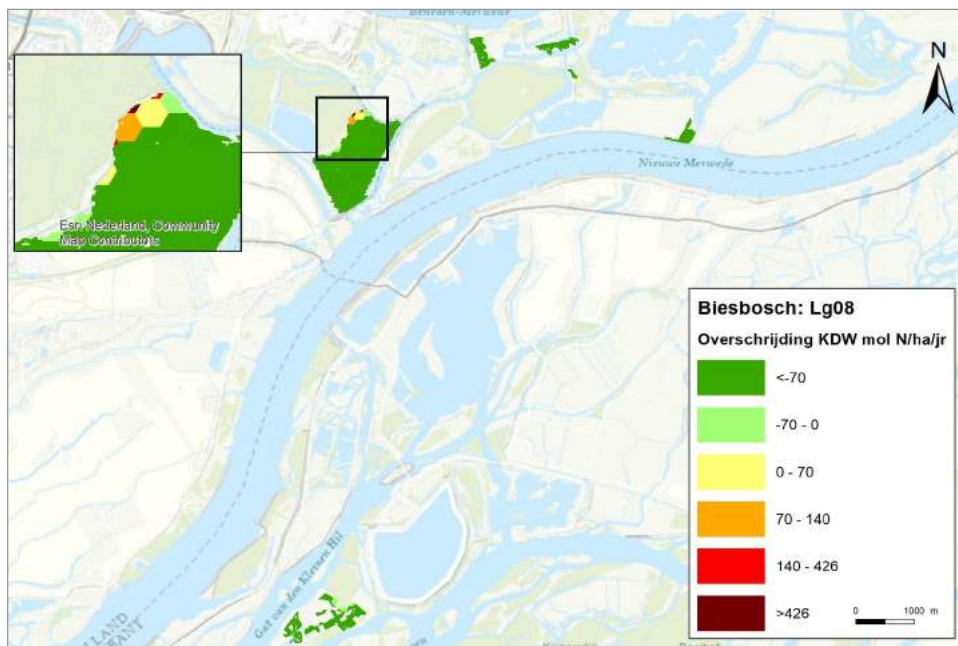 Beneden-Merwede
N
Esri Nederland, Community
Map Contributors
Nieuwe Merwede
Biesbosch: Lg08
Overschrijding KDW mol N/ha/jr
<-70
-70 - 0
0 - 70
70 - 140
140 - 426
>426
0
1000 m
Gat van den Kleinen Hil